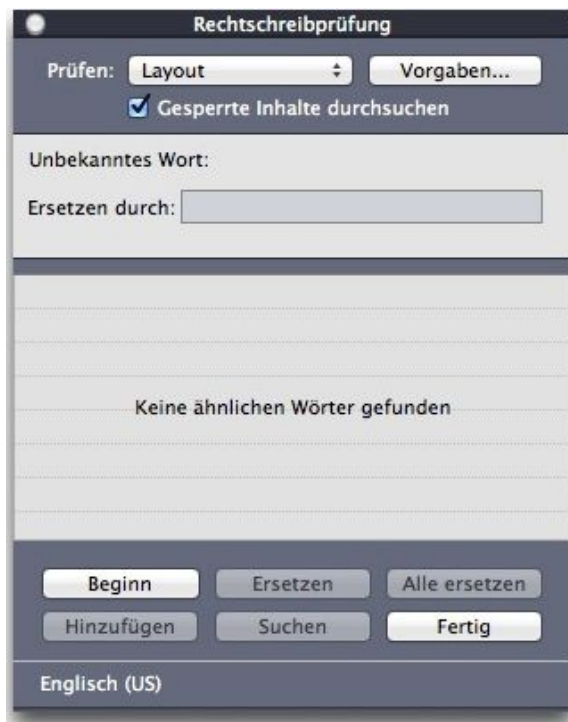 Rechtschreibprüfung
Prüfen: Layout Vorgaben...
Gesperrte Inhalte durchsuchen
Unbekanntes Wort:
Ersetzen durch:
Keine ähnlichen Wörter gefunden
Beginn Ersetzen Alle ersetzen
Hinzufügen Suchen Fertig
Englisch (US)